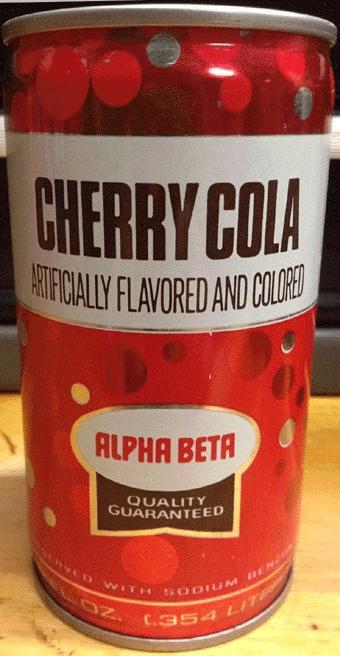 CHERRY COLA
ARTIFICIALLY FLAVORED AND COLORED
ALPHA BETA
QUALITY
GUARANTEED
WITH SODIUM
OZ. (.354